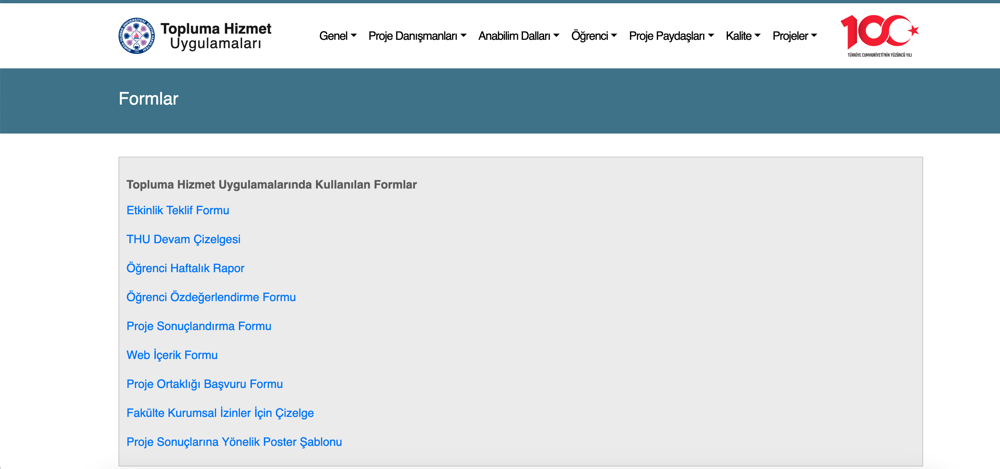 BURSA ULUDAĞ ÜNİVERSİTESİ EĞİTİM FAKÜLTESİ
1982
Topluma Hizmet
Uygulamaları
Genel
Proje Danışmanları
Anabilim Dalları
Öğrenci
Proje Paydaşları
Kalite
Projeler
100
TÜRKİYE CUMHURİYETİ'NİN YÜZÜNCÜ YILI
Formlar
Topluma Hizmet Uygulamalarında Kullanılan Formlar
Etkinlik Teklif Formu
THU Devam Çizelgesi
Öğrenci Haftalık Rapor
Öğrenci Özdeğerlendirme Formu
Proje Sonuçlandırma Formu
Web İçerik Formu
Proje Ortaklığı Başvuru Formu
Fakülte Kurumsal İzinler İçin Çizelge
Proje Sonuçlarına Yönelik Poster Şablonu